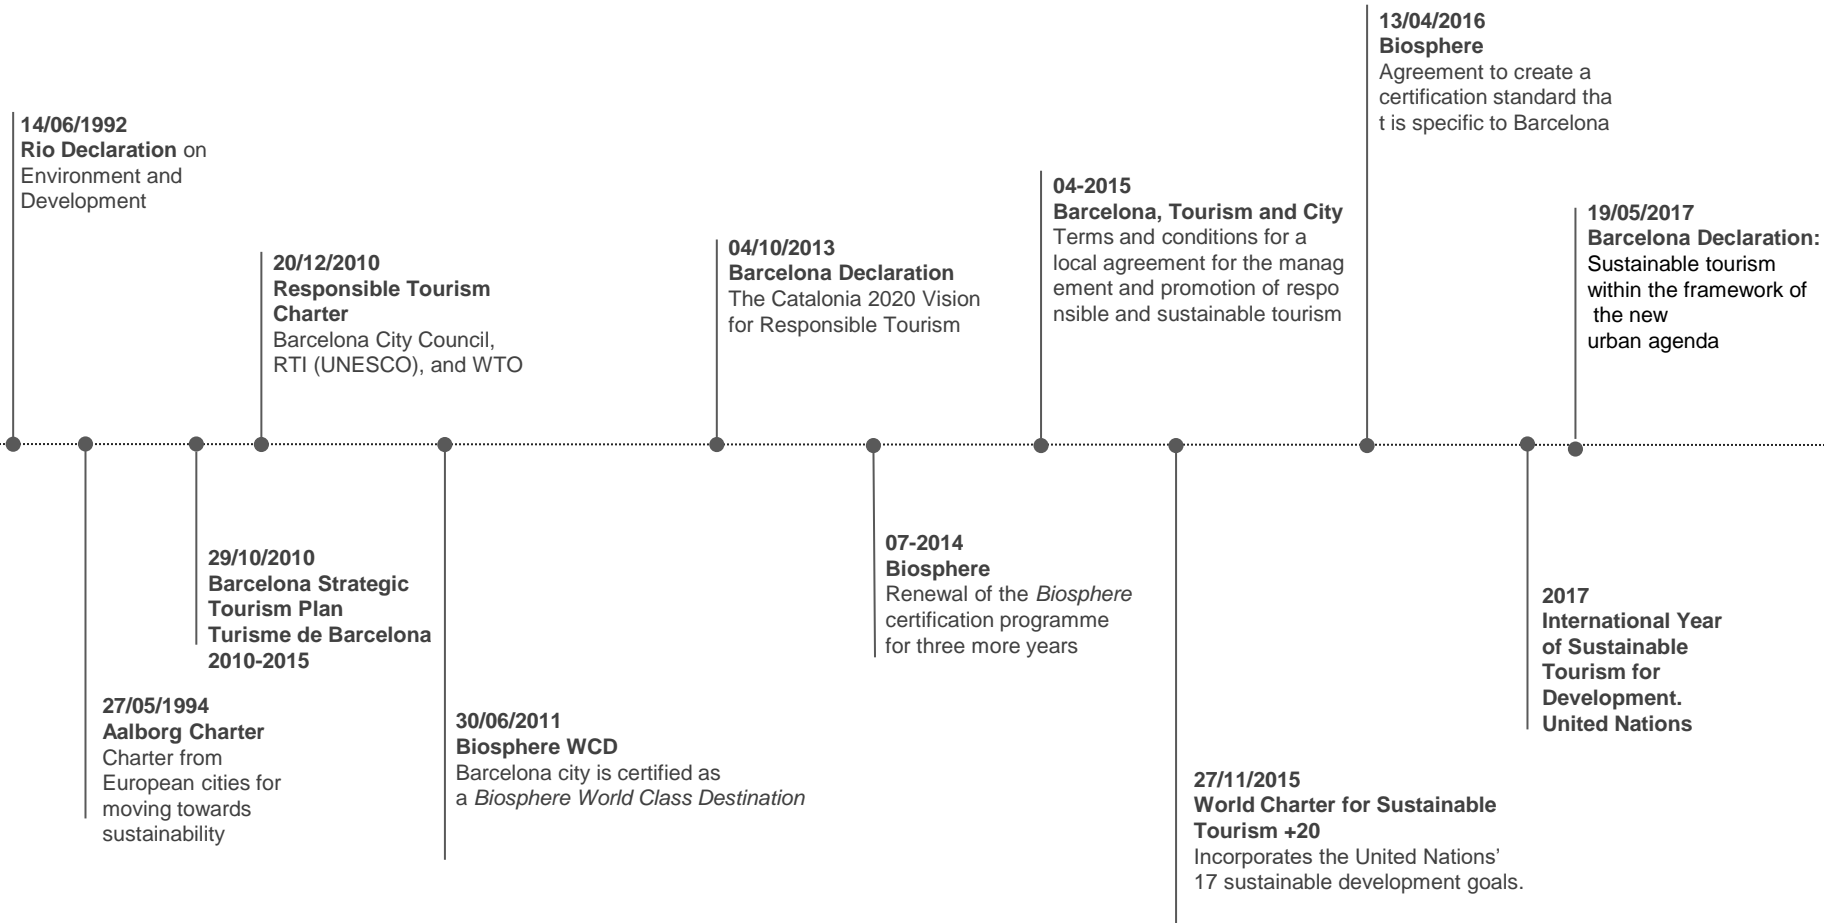 14/06/1992
Rio Declaration on
Environment and
Development
27/05/1994
Aalborg Charter
Charter from
European cities for
moving towards
sustainability
29/10/2010
Barcelona Strategic
Tourism Plan
Turisme de Barcelona
2010-2015
20/12/2010
Responsible Tourism
Charter
Barcelona City Council,
RTI (UNESCO), and WTO
30/06/2011
Biosphere WCD
Barcelona city is certified as
a Biosphere World Class Destination
04/10/2013
Barcelona Declaration
The Catalonia 2020 Vision
for Responsible Tourism
07-2014
Biosphere
Renewal of the Biosphere
certification programme
for three more years
04-2015
Barcelona, Tourism and City
Terms and conditions for a
local agreement for the manag
ement and promotion of respo
nsible and sustainable tourism
27/11/2015
World Charter for Sustainable
Tourism +20
Incorporates the United Nations’
17 sustainable development goals.
13/04/2016
Biosphere
Agreement to create a
certification standard tha
t is specific to Barcelona
2017
International Year
of Sustainable
Tourism for
Development.
United Nations
19/05/2017
Barcelona Declaration:
Sustainable tourism
within the framework of
the new
urban agenda